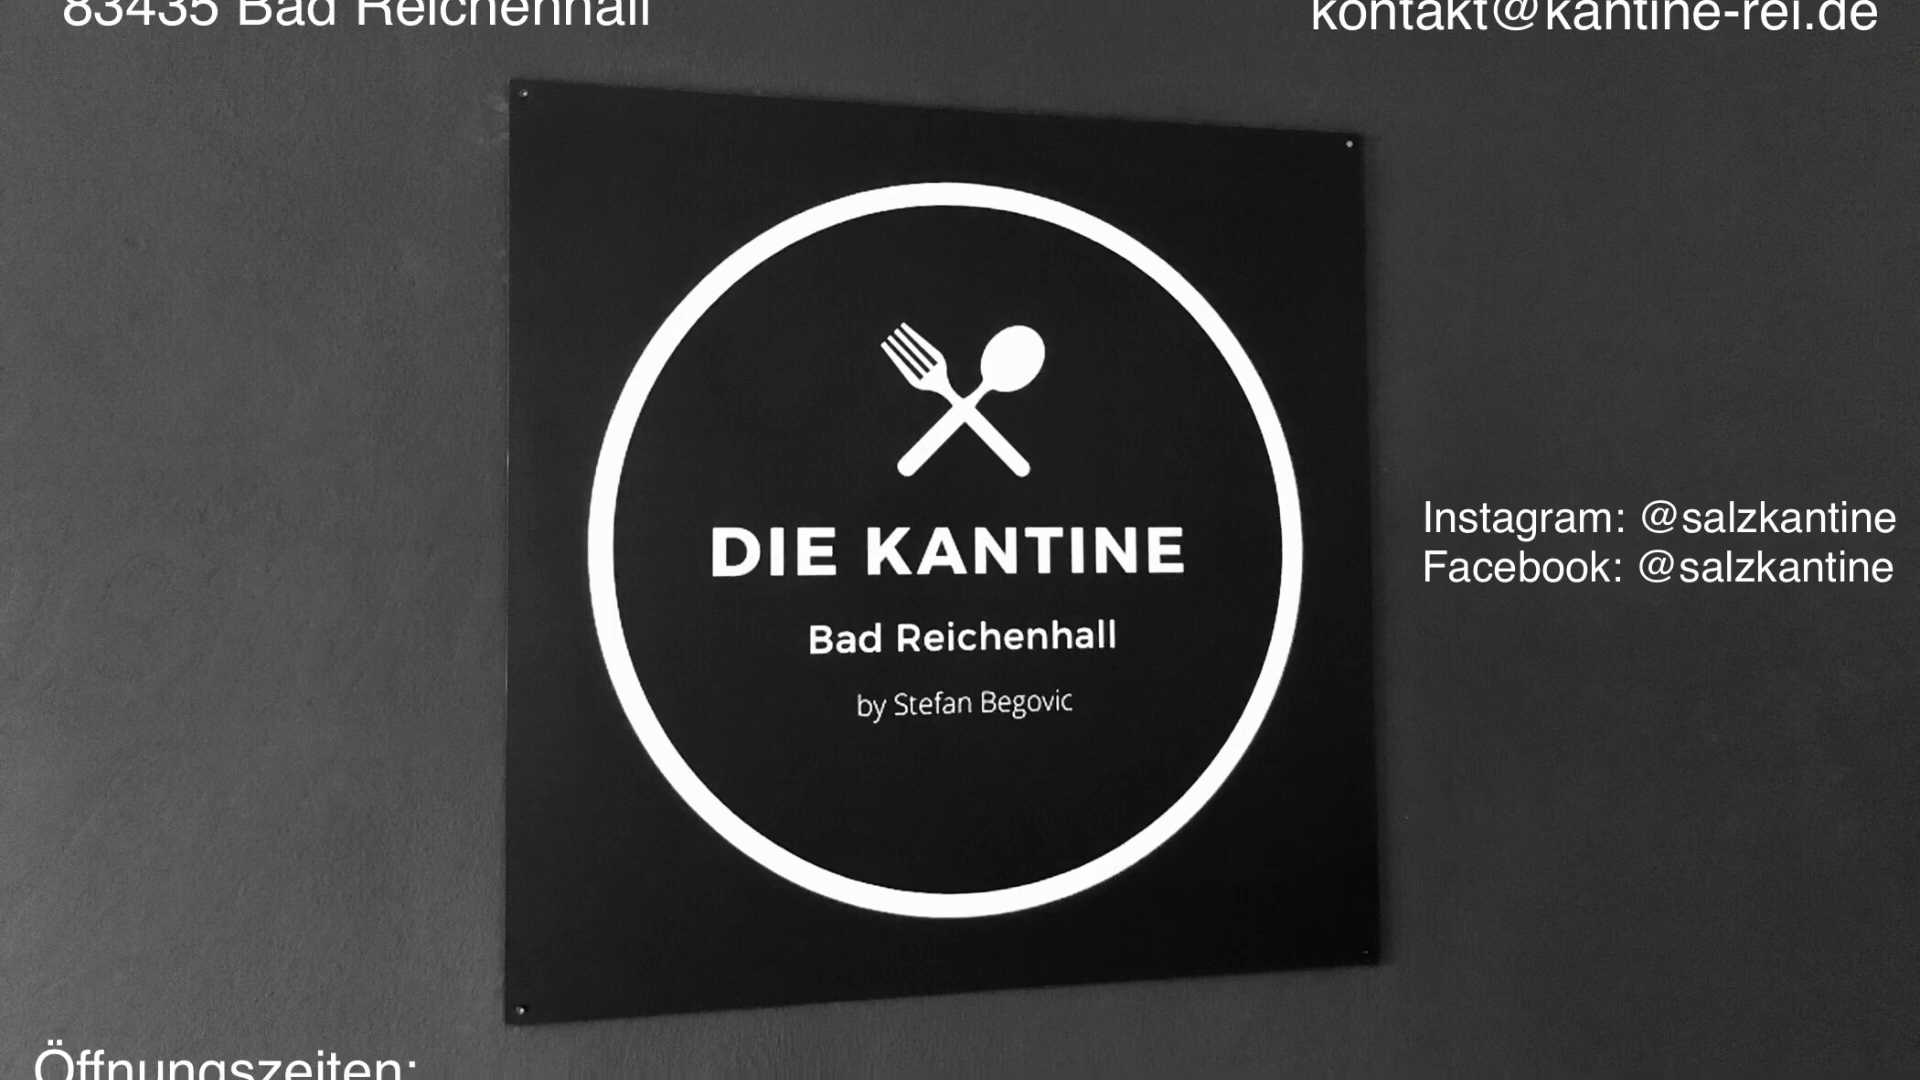 83435 Bad Reichenhall
kontakt@kantine-rei.de
DIE KANTINE
Bad Reichenhall
by Stefan Begovic
Instagram: @salzkantine
Facebook: @salzkantine
Öffnungszeiten: